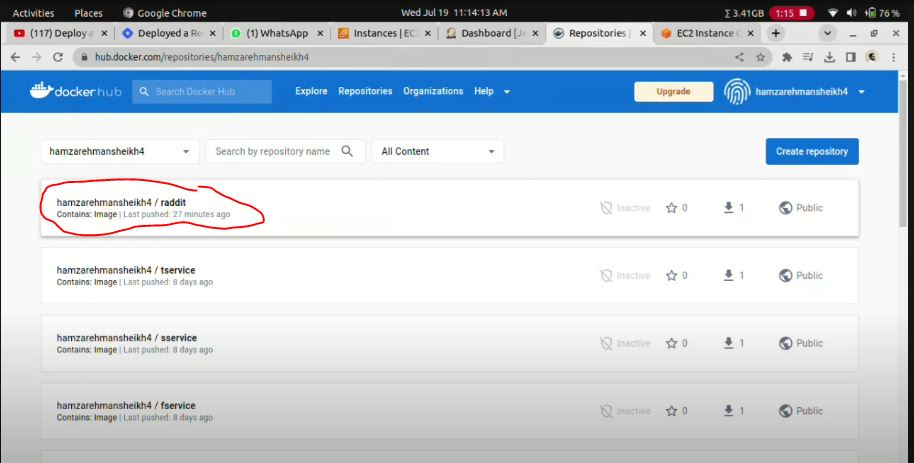 Activities Places Google Chrome Wed Jul 19 11:14:13 AM Σ 3.41GB 1:15 76 %
(117) Deploy a Deployed a Re (1) WhatsApp Instances | EC2 Dashboard [Je Repositories | EC2 Instance C
hub.docker.com/repositories/hamzarehmansheikh4
dockerhub Search Docker Hub Explore Repositories Organizations Help Upgrade hamzarehmansheikh4
hamzarehmansheikh4 Search by repository name All Content Create repository
hamzarehmansheikh4 / raddit
Contains: Image | Last pushed: 27 minutes ago
Inactive 0 1 Public
hamzarehmansheikh4 / tservice
Contains: Image | Last pushed: 8 days ago
Inactive 0 1 Public
hamzarehmansheikh4 / sservice
Contains: Image | Last pushed: 8 days ago
Inactive 0 1 Public
hamzarehmansheikh4 / fservice
Contains: Image | Last pushed: 8 days ago
Inactive 0 1 Public